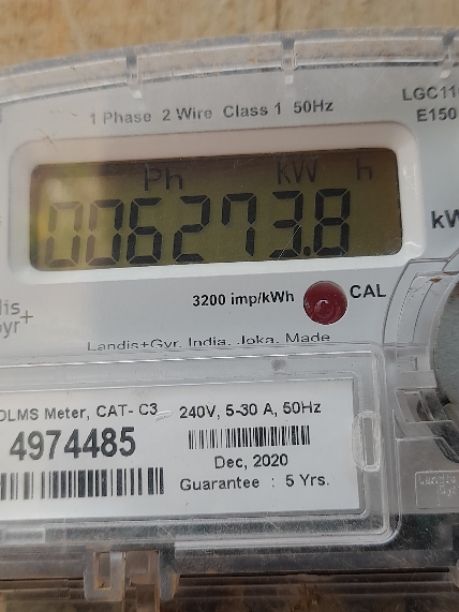 LGC11
1 Phase 2 Wire Class 1 50Hz
E150
Ph kW h
006273.8
kW
3200 imp/kWh
CAL
Landis+Gyr. India. Joka. Made
DLMS Meter, CAT- C3 240V, 5-30 A, 50Hz
4974485
Dec, 2020
Guarantee : 5 Yrs.